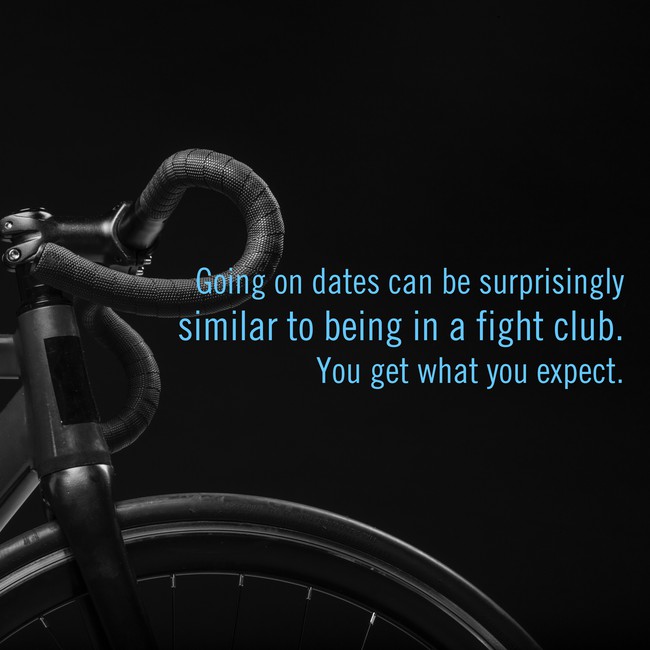 Going on dates can be surprisingly
similar to being in a fight club.
You get what you expect.